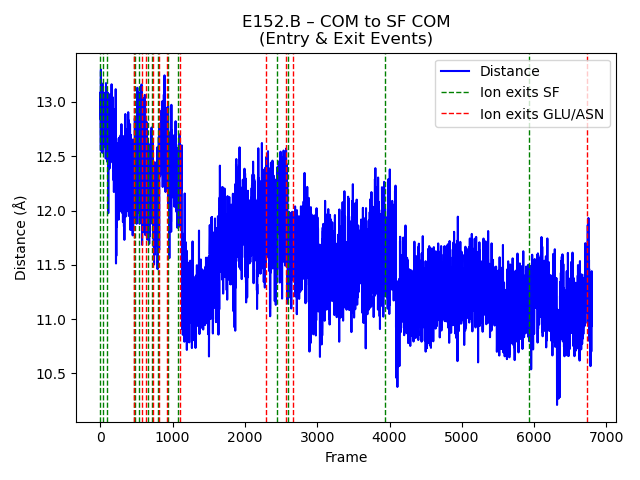 E152.B – COM to SF COM
(Entry & Exit Events)
Distance
Ion exits SF
Ion exits GLU/ASN
Distance (Å)
13.0
12.5
12.0
11.5
11.0
10.5
0 1000 2000 3000 4000 5000 6000 7000
Frame